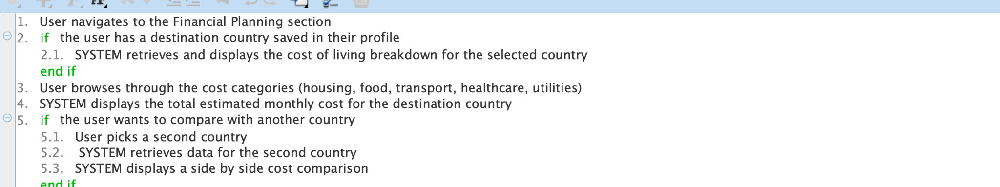 1. User navigates to the Financial Planning section
2. if the user has a destination country saved in their profile
2.1. SYSTEM retrieves and displays the cost of living breakdown for the selected country
end if
3. User browses through the cost categories (housing, food, transport, healthcare, utilities)
4. SYSTEM displays the total estimated monthly cost for the destination country
5. if the user wants to compare with another country
5.1. User picks a second country
5.2. SYSTEM retrieves data for the second country
5.3. SYSTEM displays a side by side cost comparison
end if